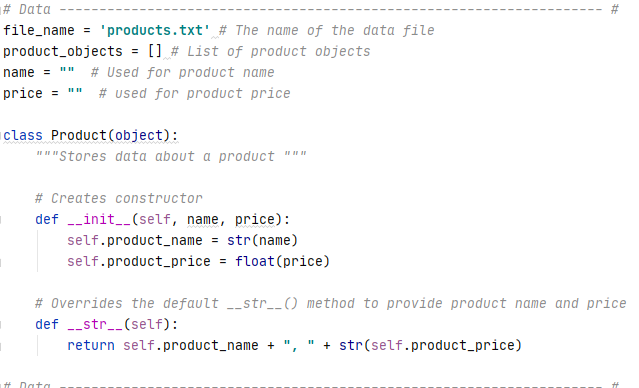 # Data ----------------------------------------------------------------- #
file_name = 'products.txt' # The name of the data file
product_objects = [] # List of product objects
name = "" # Used for product name
price = "" # used for product price
class Product(object):
"""Stores data about a product """
# Creates constructor
def __init__(self, name, price):
self.product_name = str(name)
self.product_price = float(price)
# Overrides the default __str__() method to provide product name and price
def __str__(self):
return self.product_name + ", " + str(self.product_price)
# Data ----------------------------------------------------------------- #